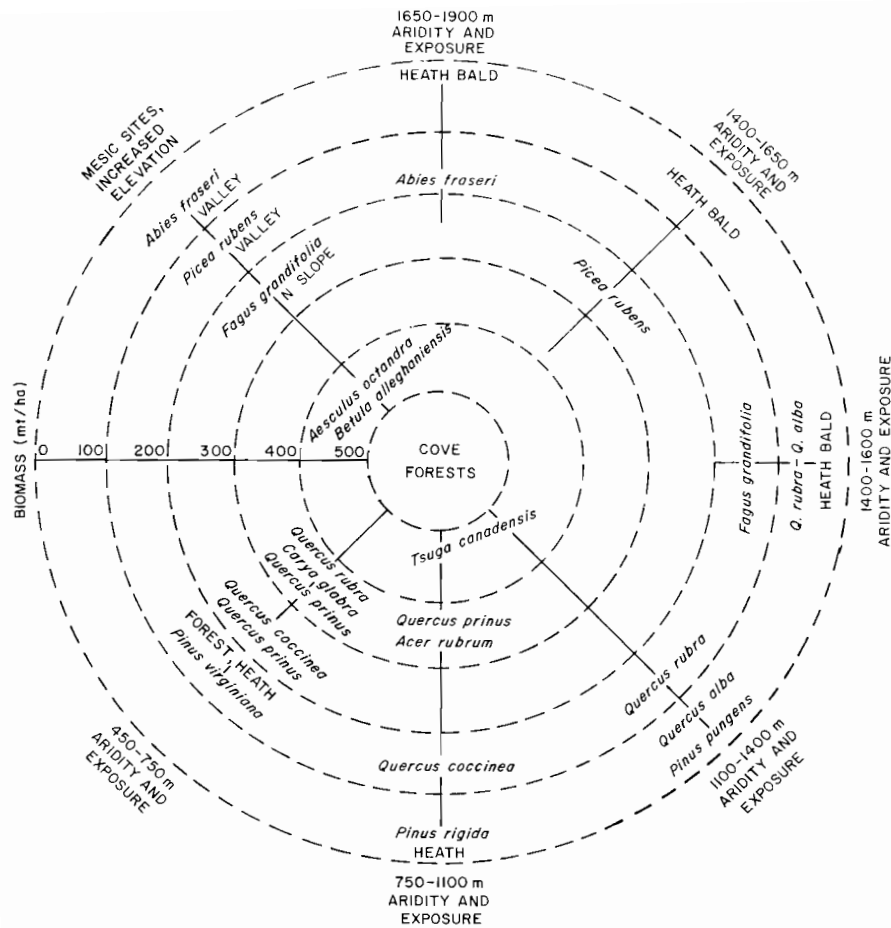 1650-1900 m
ARIDITY AND
EXPOSURE
HEATH BALD
Abies fraseri
MESIC SITES,
INCREASED
ELEVATION
Abies fraseri
VALLEY
Picea rubens
VALLEY
Fagus grandifolia
N SLOPE
Aesculus octandra
Betula alleghaniensis
1400-1650 m
ARIDITY AND
EXPOSURE
HEATH BALD
Picea rubens
BIOMASS (mt/ha)
0 100 200 300 400 500
COVE
FORESTS
Fagus grandifolia
Q. rubra - Q. alba
HEATH BALD
1400-1600 m
ARIDITY AND EXPOSURE
Tsuga canadensis
Quercus rubra
Carya glabra
Quercus prinus
Quercus coccinea
Quercus prinus
FOREST HEATH
Pinus virginiana
450-750 m
ARIDITY AND
EXPOSURE
Quercus prinus
Acer rubrum
Quercus coccinea
Pinus rigida
HEATH
750-1100 m
ARIDITY AND
EXPOSURE
Quercus rubra
Quercus alba
Pinus pungens
1100-1400 m
ARIDITY AND
EXPOSURE